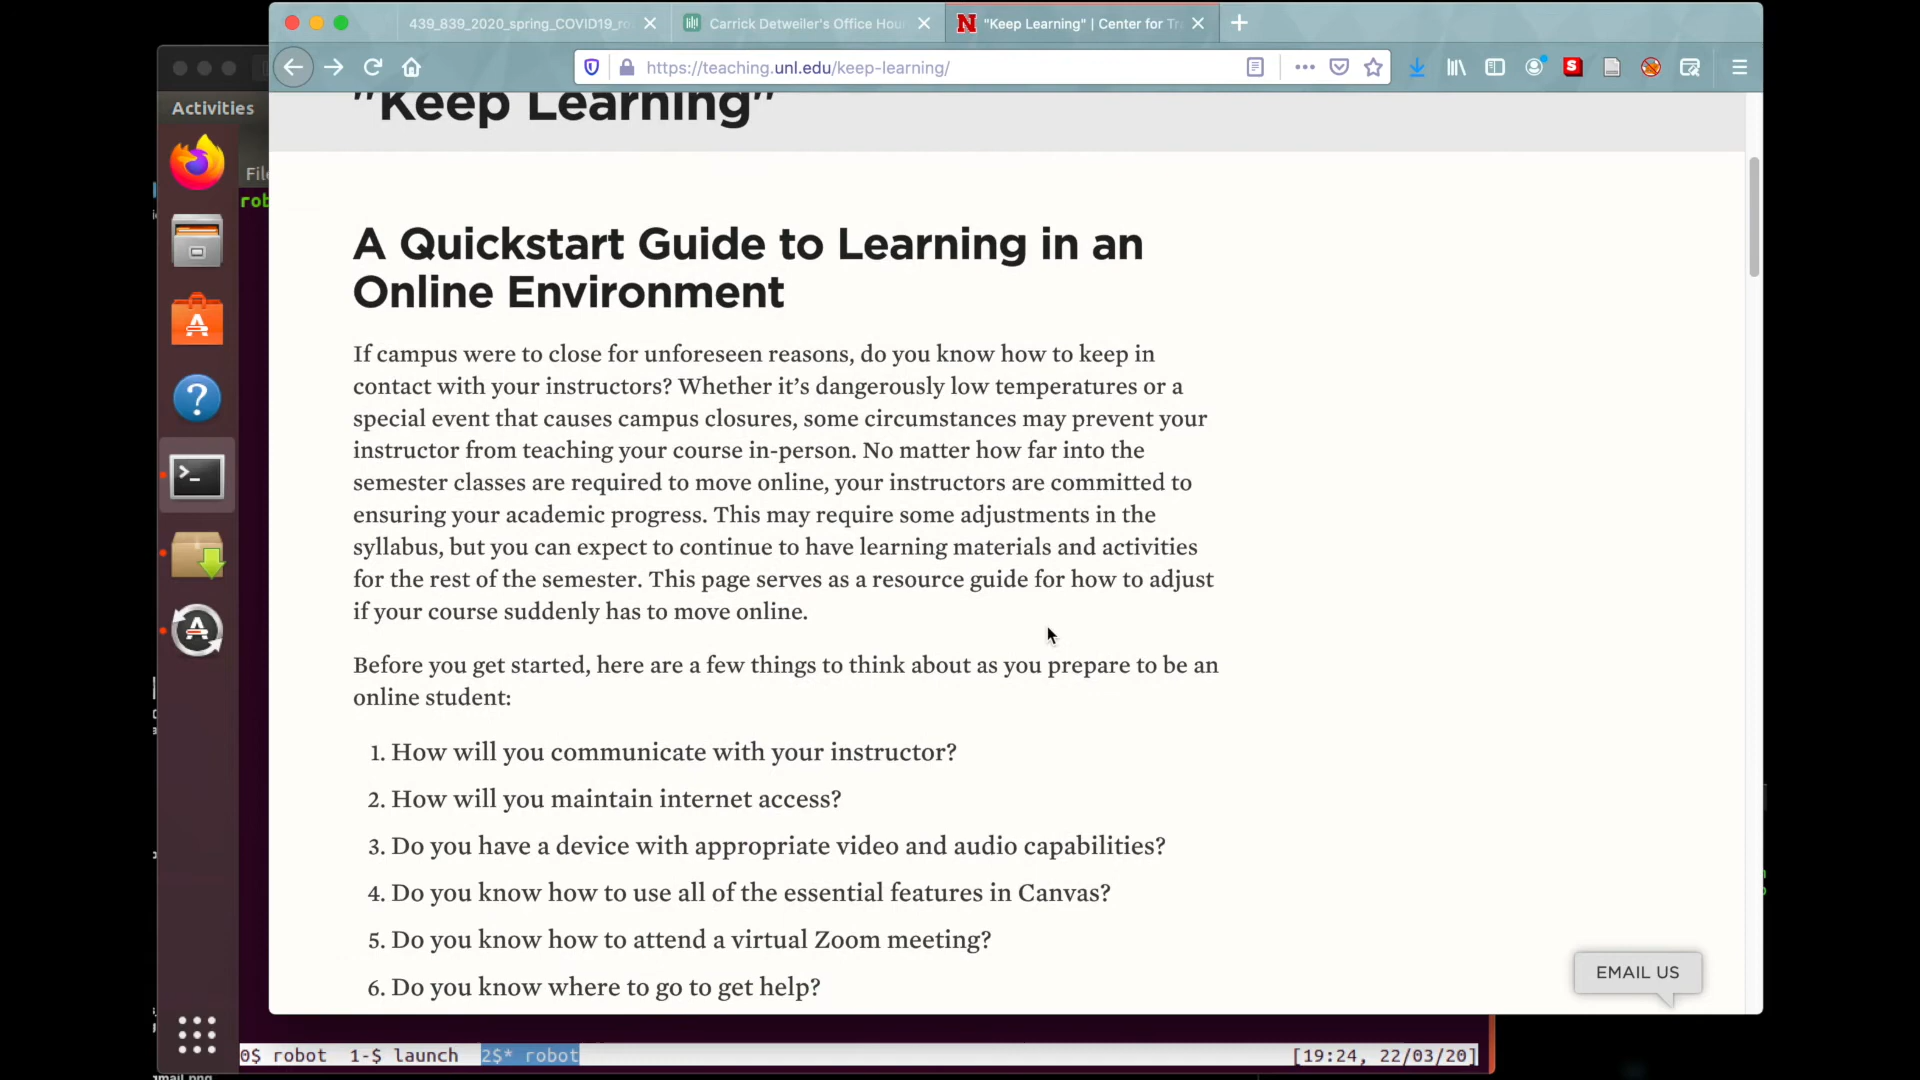 439_839_2020_spring_COVID19_ro
Carrick Detweiler's Office Hou
"Keep Learning" | Center for Tr
https://teaching.unl.edu/keep-learning/
Activities
File
rob
"Keep Learning"
A Quickstart Guide to Learning in an
Online Environment
If campus were to close for unforeseen reasons, do you know how to keep in
contact with your instructors? Whether it’s dangerously low temperatures or a
special event that causes campus closures, some circumstances may prevent your
instructor from teaching your course in-person. No matter how far into the
semester classes are required to move online, your instructors are committed to
ensuring your academic progress. This may require some adjustments in the
syllabus, but you can expect to continue to have learning materials and activities
for the rest of the semester. This page serves as a resource guide for how to adjust
if your course suddenly has to move online.
Before you get started, here are a few things to think about as you prepare to be an
online student:
1. How will you communicate with your instructor?
2. How will you maintain internet access?
3. Do you have a device with appropriate video and audio capabilities?
4. Do you know how to use all of the essential features in Canvas?
5. Do you know how to attend a virtual Zoom meeting?
6. Do you know where to go to get help?
EMAIL US
0$ robot 1-$ launch 2$* robot
[19:24, 22/03/20]